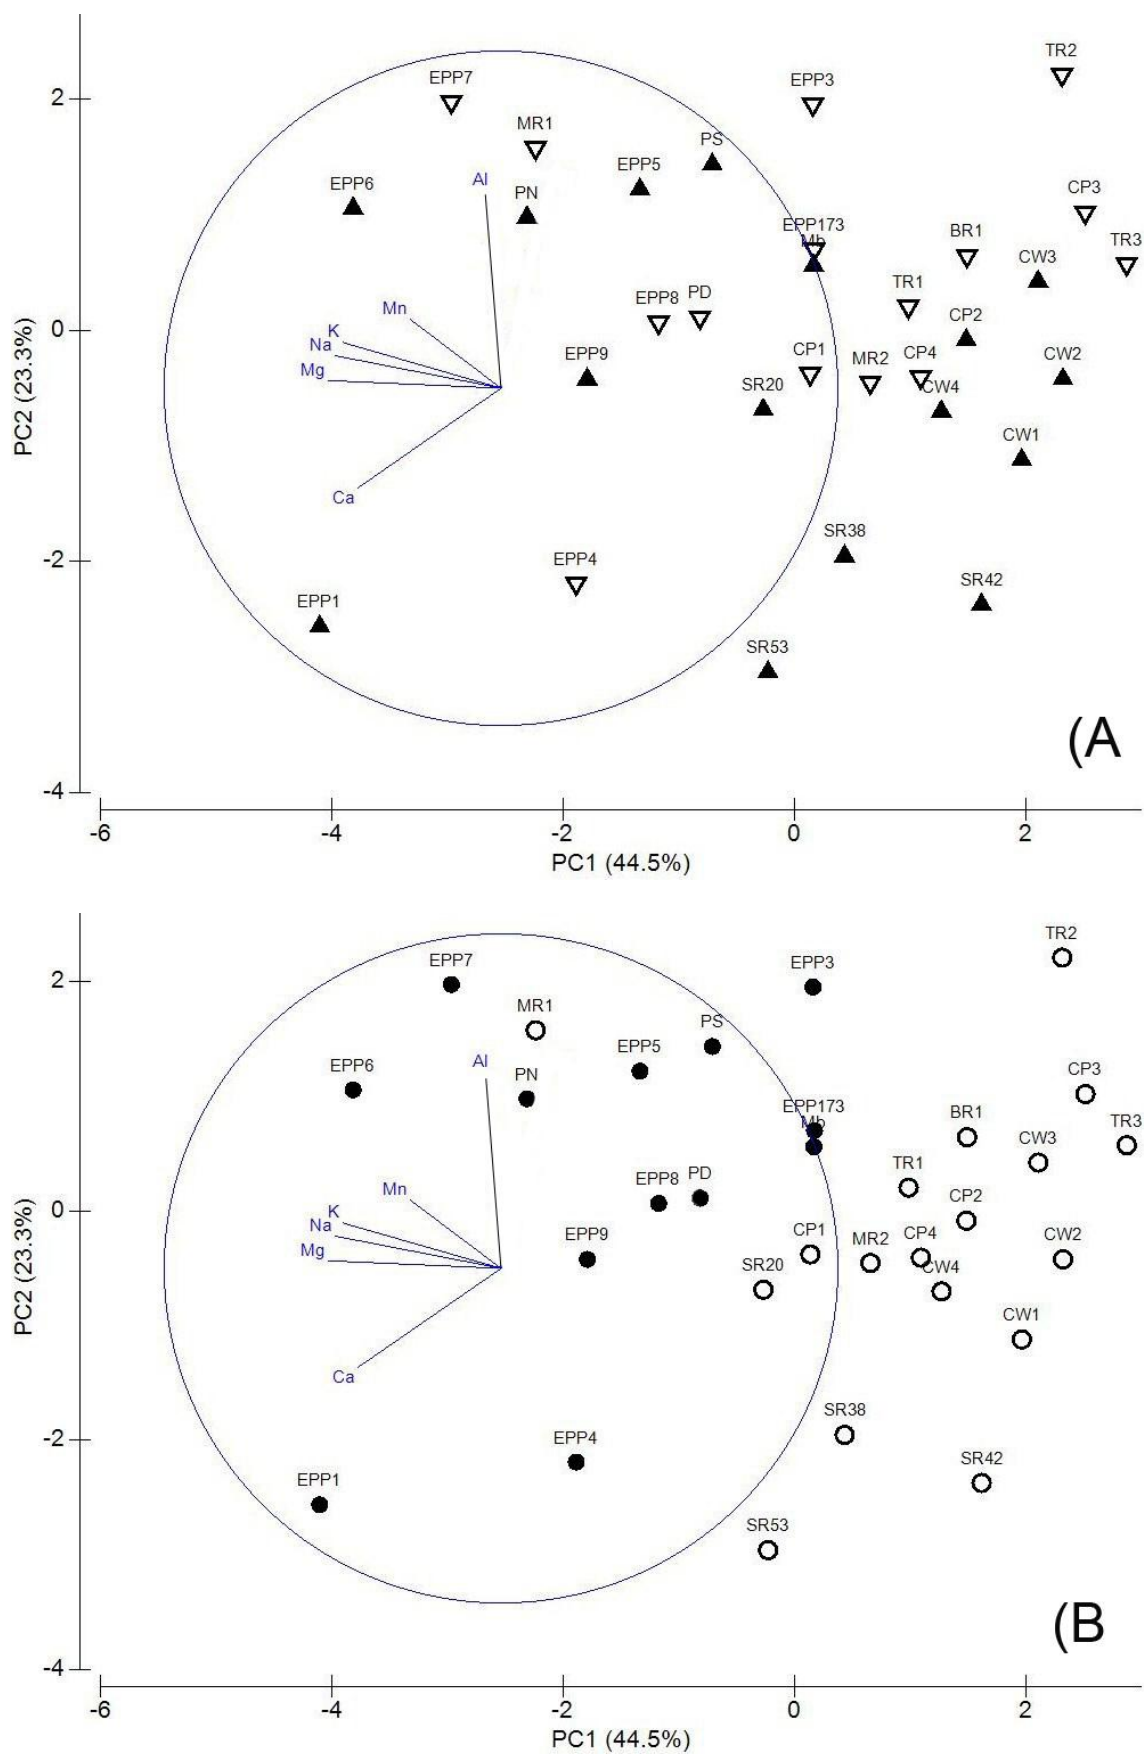 TR2
EPP7
EPP3
2
MR1
PS
EPP5
Al
EPP6
PN
CP3
EPP173
Mb
BR1
TR3
CW3
EPP8
PD
TR1
Mn
CP2
K
0
Na
EPP9
CP1
MR2
CP4
CW2
Mg
SR20
CW4
PC2 (23.3%)
CW1
Ca
SR38
EPP4
-2
SR42
EPP1
SR53
(A
-4
-6
-4
-2
0
2
PC1 (44.5%)
TR2
EPP7
EPP3
2
MR1
PS
EPP5
Al
EPP6
PN
CP3
EPP173
Mb
BR1
TR3
CW3
TR1
EPP8
PD
Mn
CP2
K
0
Na
EPP9
CP1
MR2
CP4
CW2
Mg
SR20
CW4
PC2 (23.3%)
CW1
Ca
SR38
EPP4
-2
SR42
EPP1
SR53
(B
-4
-6
-4
-2
0
2
PC1 (44.5%)